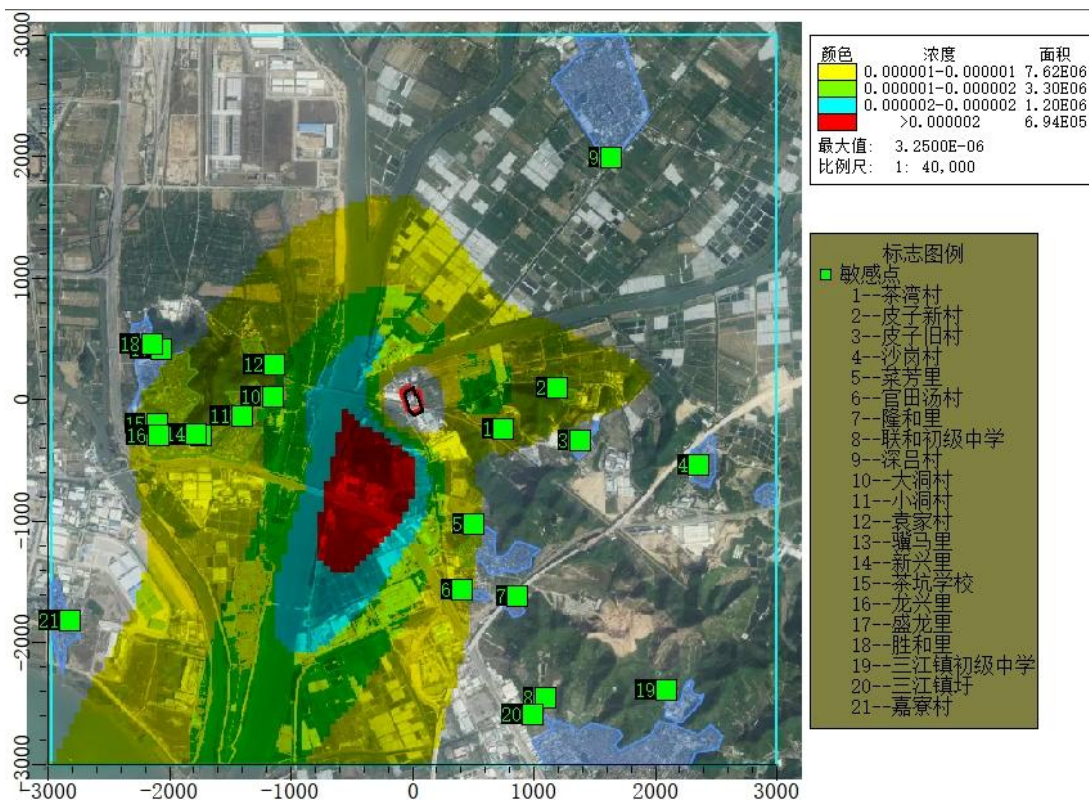 颜色 浓度 面积
0.000001-0.000001 7.62E06
0.000001-0.000002 3.30E06
0.000002-0.000002 1.20E06
>0.000002 6.94E05
最大值: 3.2500E-06
比例尺: 1: 40,000
标志图例
敏感点
1--茶湾村
2--皮子新村
3--皮子旧村
4--沙岗村
5--菜芳里
6--官田汤村
7--隆和里
8--联和初级中学
9--深吕村
10--大洞村
11--小洞村
12--袁家村
13--骥马里
14--新兴里
15--茶坑学校
16--龙兴里
17--盛龙里
18--胜和里
19--三江镇初级中学
20--三江镇圩
21--嘉寮村
3000
2000
1000
0
-1000
-2000
-3000
-3000 -2000 -1000 0 1000 2000 3000
9
18
12
10
2
11
15
16
14
1
3
4
5
6
7
21
8
19
20